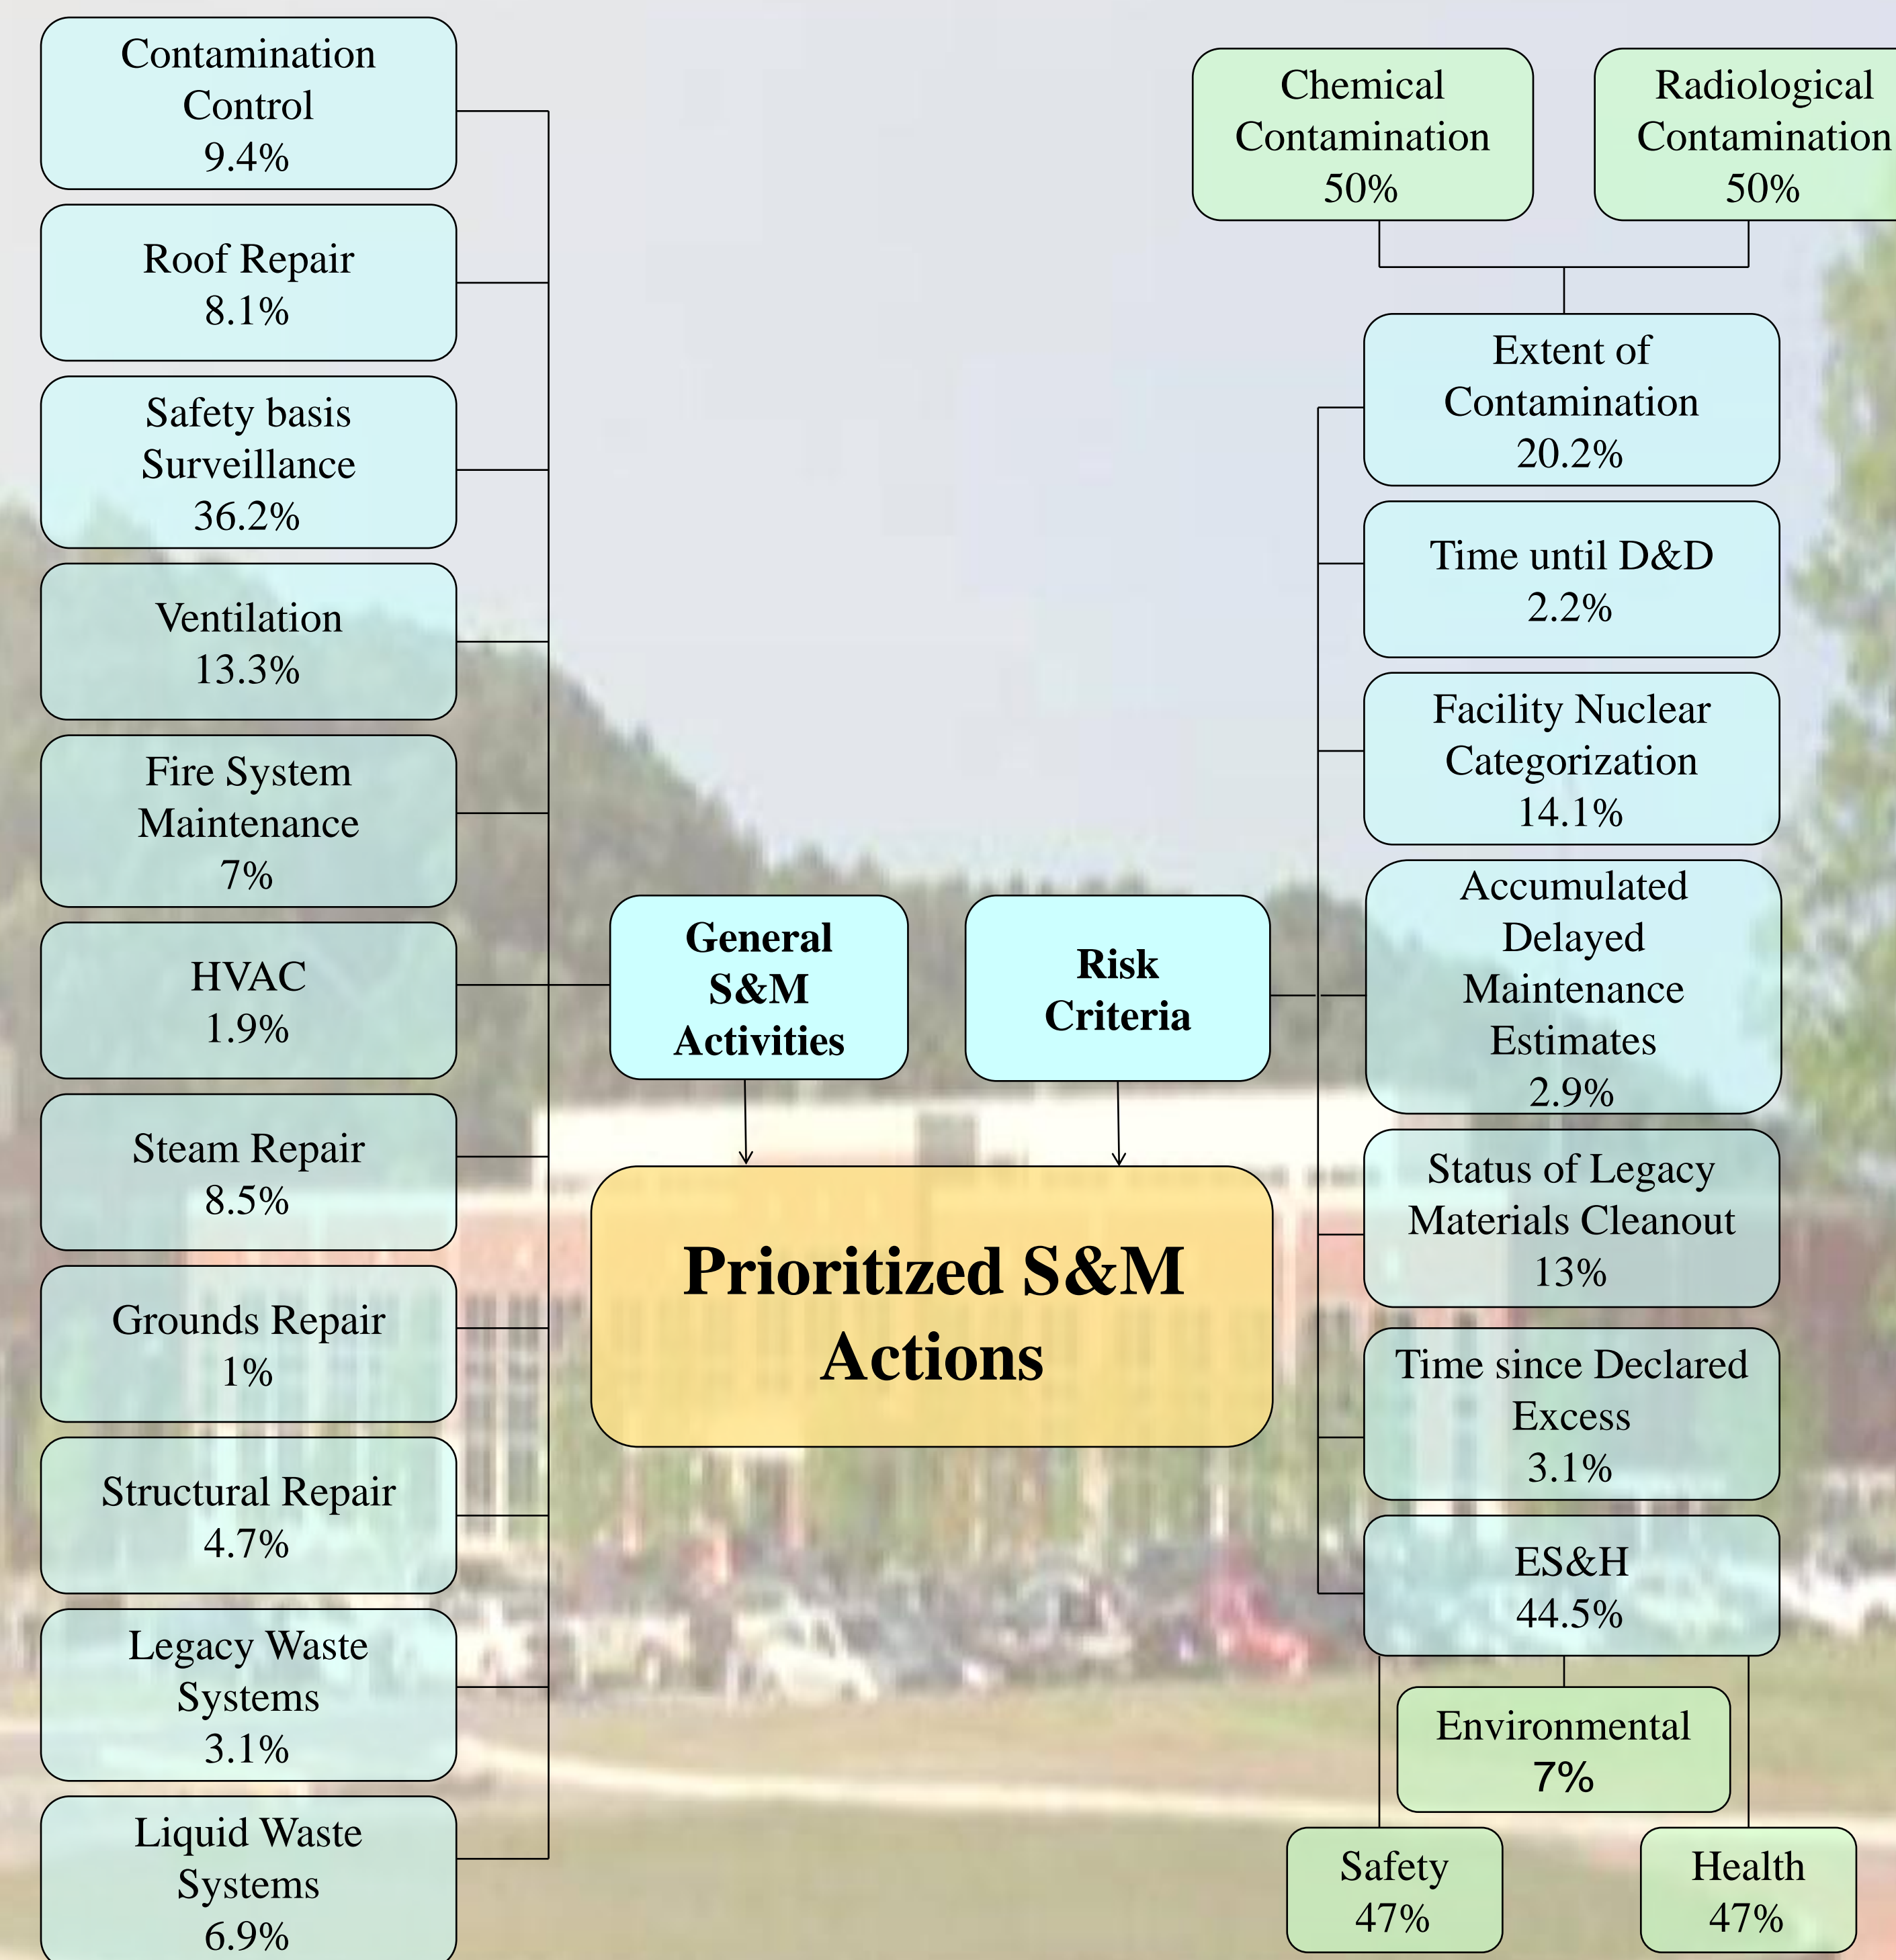 Contamination
Control
9.4%
Roof Repair
8.1%
Safety basis
Surveillance
36.2%
Ventilation
13.3%
Fire System
Maintenance
7%
HVAC
1.9%
Steam Repair
8.5%
Grounds Repair
1%
Structural Repair
4.7%
Legacy Waste
Systems
3.1%
Liquid Waste
Systems
6.9%
General
S&M
Activities
Risk
Criteria
Prioritized S&M
Actions
Chemical
Contamination
50%
Radiological
Contamination
50%
Extent of
Contamination
20.2%
Time until D&D
2.2%
Facility Nuclear
Categorization
14.1%
Accumulated
Delayed
Maintenance
Estimates
2.9%
Status of Legacy
Materials Cleanout
13%
Time since Declared
Excess
3.1%
ES&H
44.5%
Environmental
7%
Safety
47%
Health
47%